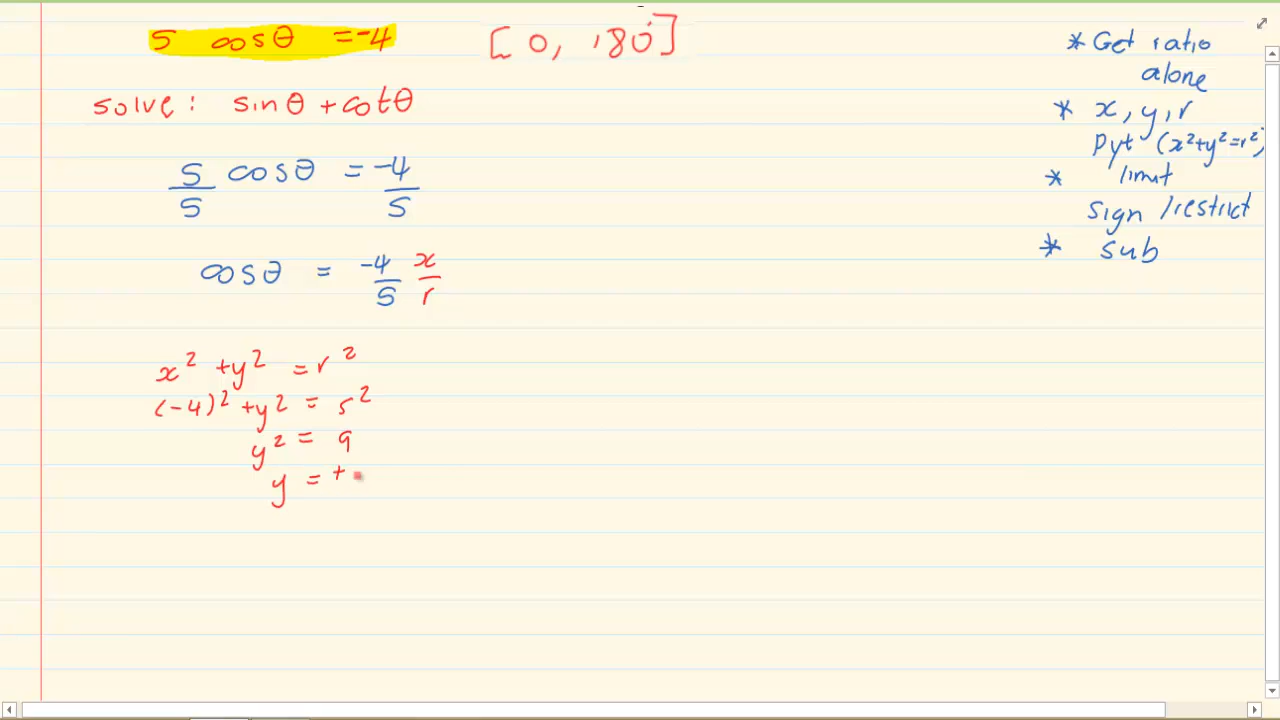 5 cosθ = -4 [0, 180°]
solve: sinθ + cotθ
5/5 cosθ = -4/5
cosθ = -4/5 x/r
x² + y² = r²
(-4)² + y² = 5²
y² = 9
y = +
* Get ratio
alone
* x, y, r
Pyt (x²+y²=r²)
* limit
sign /restrict
* sub